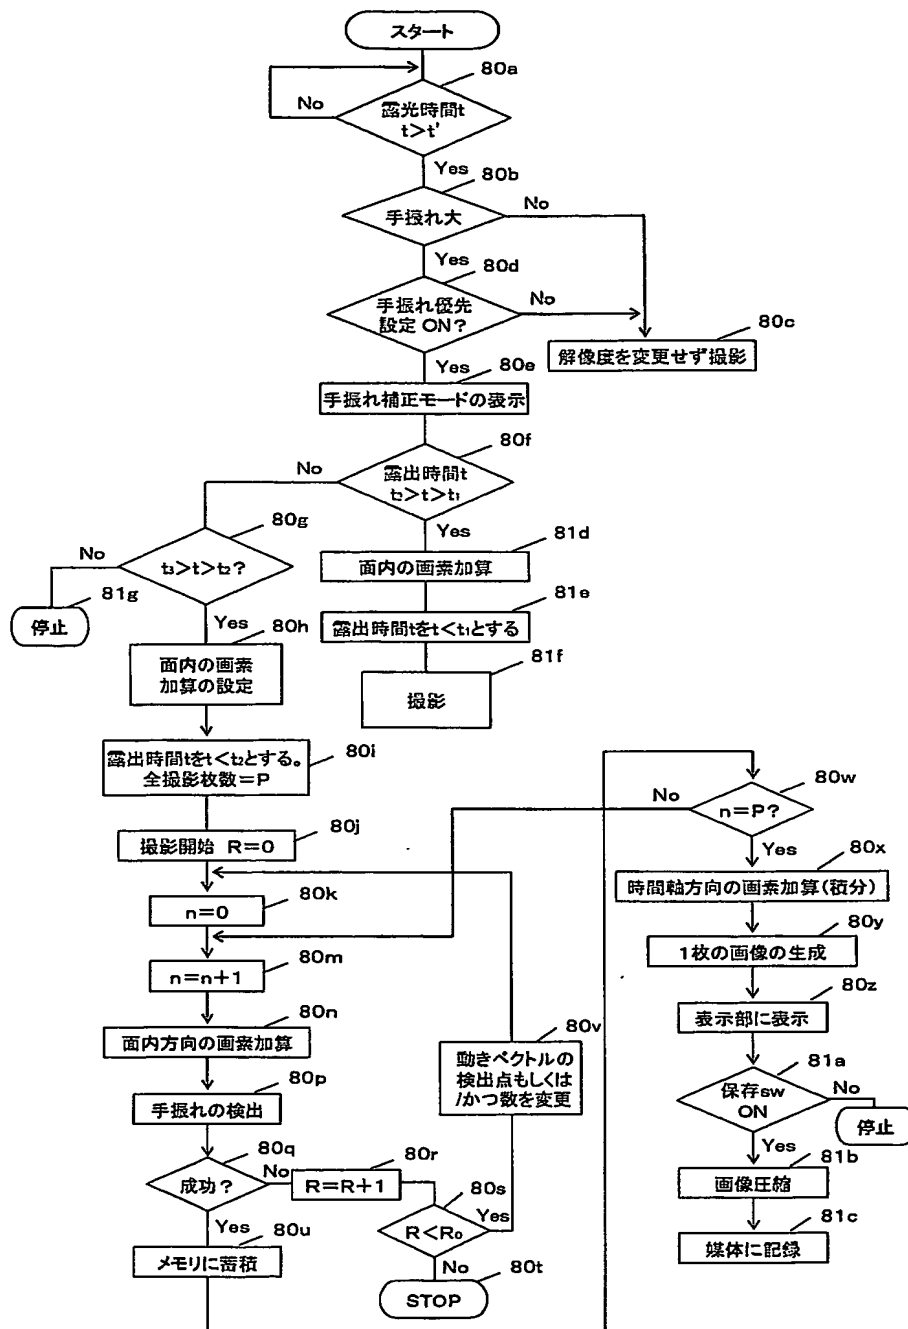 スタート
80a
露光時間t
t>t'
No
Yes
80b
手振れ大
No
Yes
80d
手振れ優先
設定 ON?
No
80c
解像度を変更せず撮影
Yes
80e
手振れ補正モードの表示
80f
露出時間t
t₂>t>t₁
No
Yes
80g
t₃>t>t₂?
No
81g
停止
Yes
81d
面内の画素加算
81e
露出時間tをt<t₁とする
81f
撮影
80h
面内の画素
加算の設定
80i
露出時間tをt<t₂とする。
全撮影枚数=P
80j
撮影開始 R=0
80k
n=0
80m
n=n+1
80n
面内方向の画素加算
80p
手振れの検出
80q
成功?
No
80r
R=R+1
80s
R<R₀
Yes
No
80t
STOP
80v
動きベクトルの
検出点もしくは
/かつ数を変更
Yes
80u
メモリに蓄積
80w
n=P?
No
Yes
80x
時間軸方向の画素加算(積分)
80y
1枚の画像の生成
80z
表示部に表示
81a
保存sw
ON
No
停止
Yes
81b
画像圧縮
81c
媒体に記録